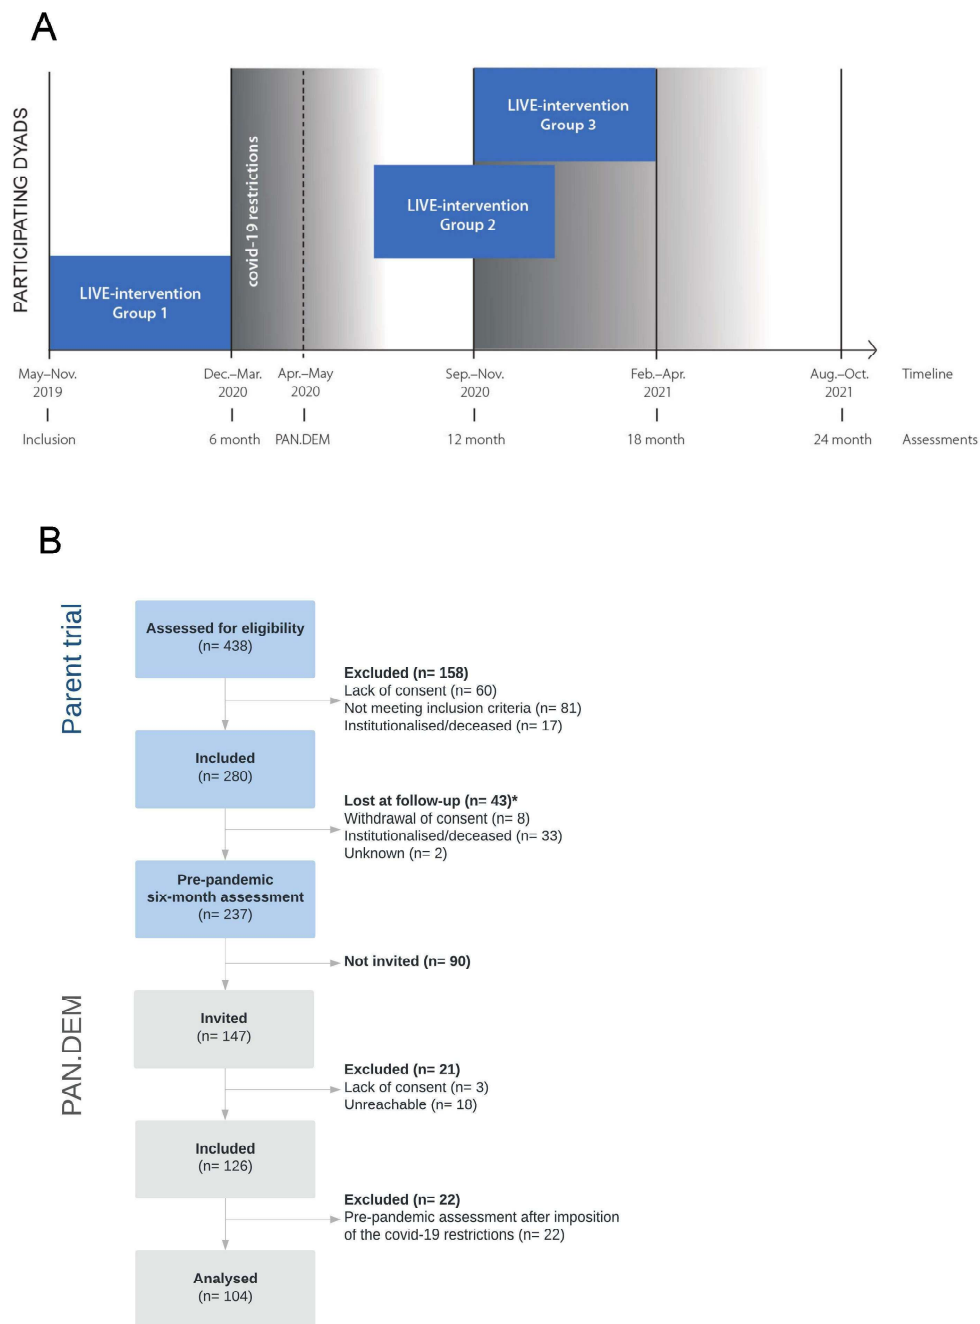 A
PARTICIPATING DYADS
LIVE-intervention
Group 1
covid-19 restrictions
LIVE-intervention
Group 2
LIVE-intervention
Group 3
May–Nov.
2019
Dec.–Mar.
2020
Apr.–May
2020
Sep.–Nov.
2020
Feb.–Apr.
2021
Aug.–Oct.
2021
Timeline
Inclusion
6 month
PAN.DEM
12 month
18 month
24 month
Assessments
B
Parent trial
Assessed for eligibility
(n= 438)
Excluded (n= 158)
Lack of consent (n= 60)
Not meeting inclusion criteria (n= 81)
Institutionalised/deceased (n= 17)
Included
(n= 280)
Lost at follow-up (n= 43)*
Withdrawal of consent (n= 8)
Institutionalised/deceased (n= 33)
Unknown (n= 2)
Pre-pandemic
six-month assessment
(n= 237)
Not invited (n= 90)
PAN.DEM
Invited
(n= 147)
Excluded (n= 21)
Lack of consent (n= 3)
Unreachable (n= 18)
Included
(n= 126)
Excluded (n= 22)
Pre-pandemic assessment after imposition
of the covid-19 restrictions (n= 22)
Analysed
(n= 104)